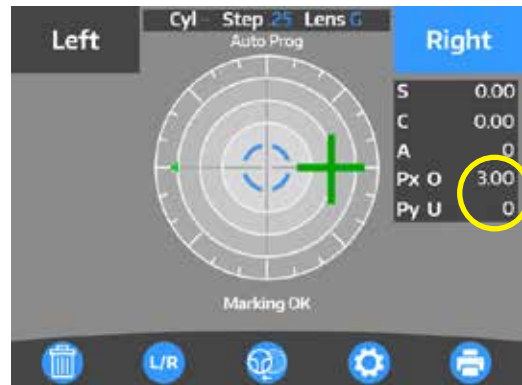 Left
Cyl - Step .25 Lens G
Auto Prog
Right
S 0.00
C 0.00
A 0
Px O 3.00
Py U 0
Marking OK
L/R